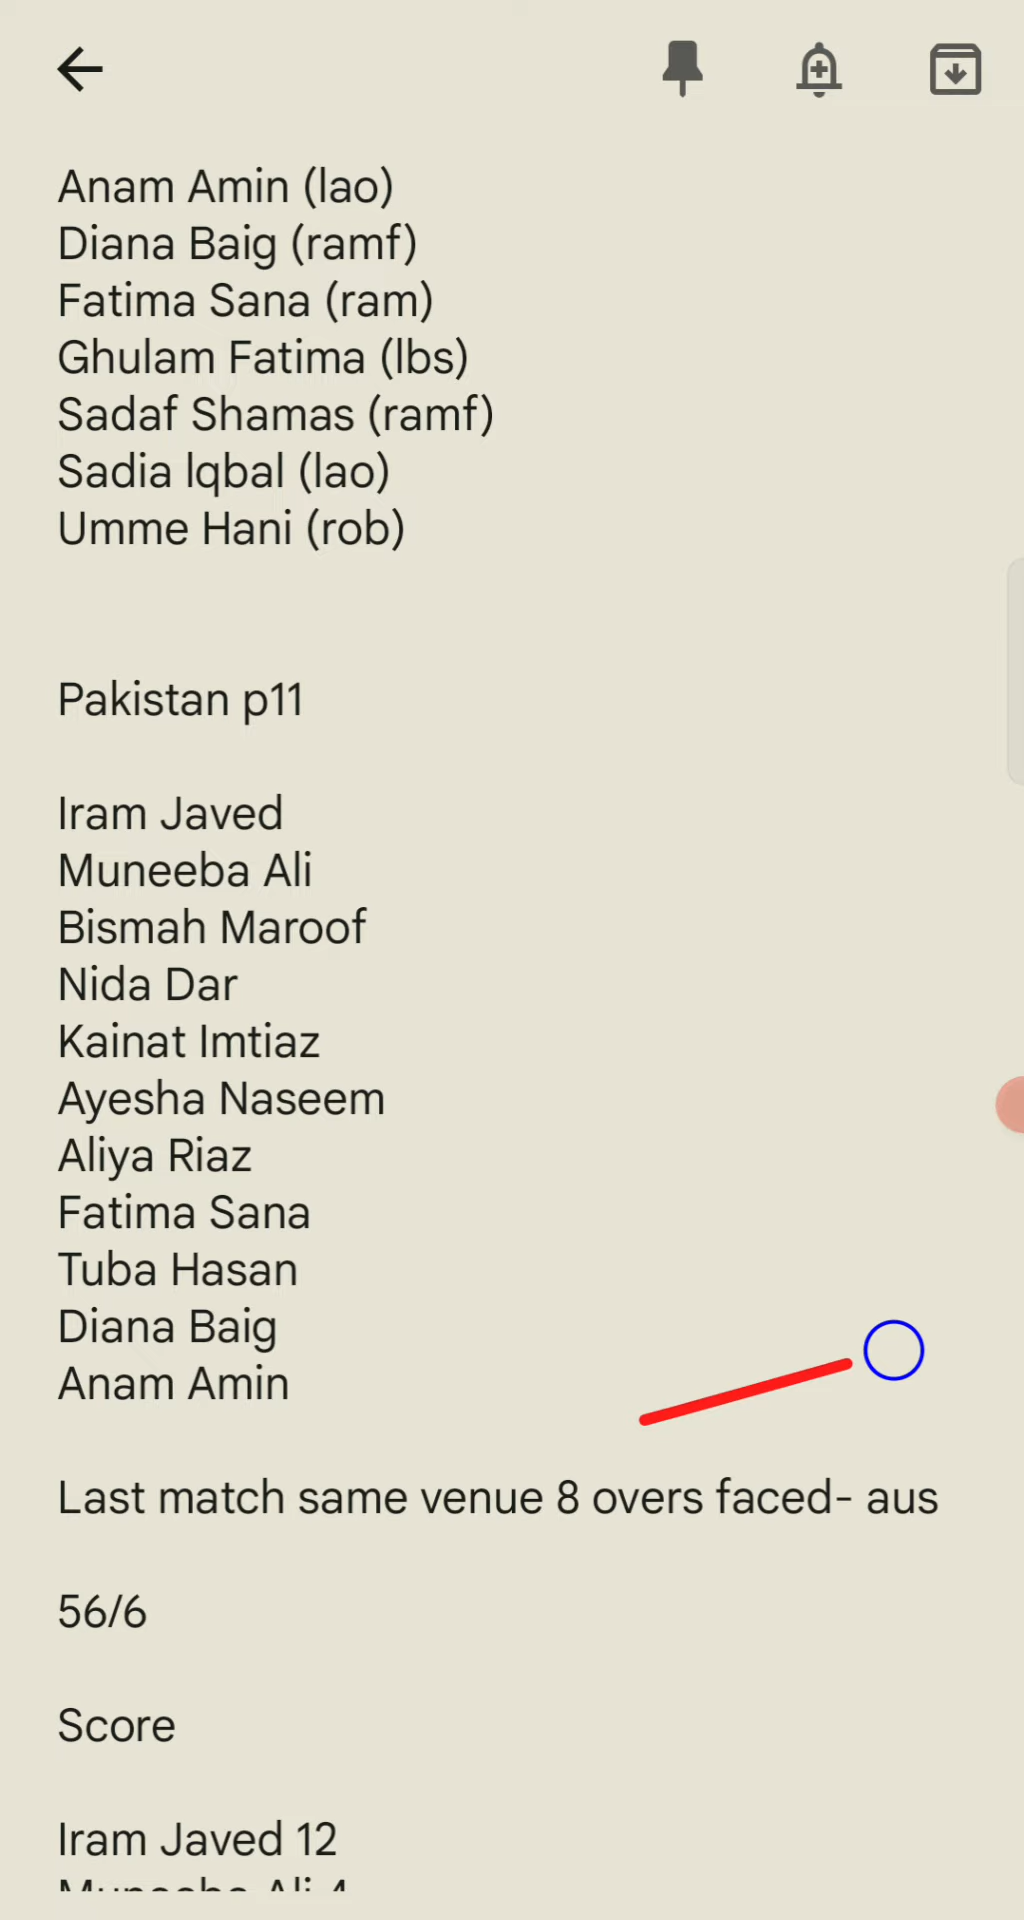 Anam Amin (lao)
Diana Baig (ramf)
Fatima Sana (ram)
Ghulam Fatima (lbs)
Sadaf Shamas (ramf)
Sadia Iqbal (lao)
Umme Hani (rob)
Pakistan p11
Iram Javed
Muneeba Ali
Bismah Maroof
Nida Dar
Kainat Imtiaz
Ayesha Naseem
Aliya Riaz
Fatima Sana
Tuba Hasan
Diana Baig
Anam Amin
Last match same venue 8 overs faced- aus
56/6
Score
Iram Javed 12
Muneeba Ali 4